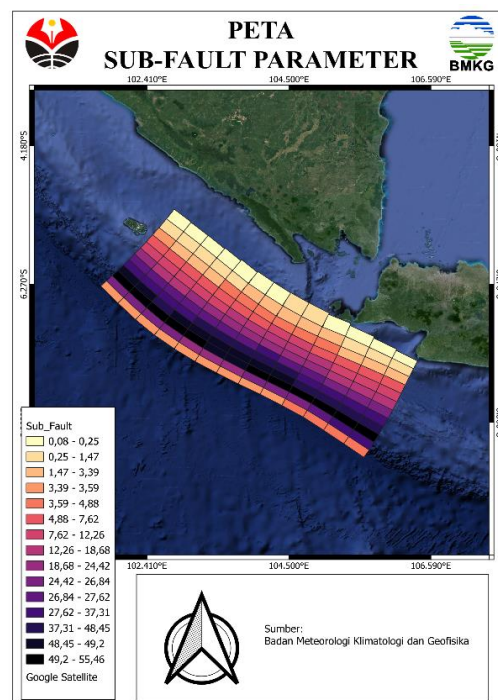 PETA
SUB-FAULT PARAMETER
BMKG
102.410°E 104.500°E 106.590°E
4.180°S
6.270°S
Sub_Fault
0,08 - 0,25
0,25 - 1,47
1,47 - 3,39
3,39 - 3,59
3,59 - 4,88
4,88 - 7,62
7,62 - 12,26
12,26 - 18,68
18,68 - 24,42
24,42 - 26,84
26,84 - 27,62
27,62 - 37,31
37,31 - 48,45
48,45 - 49,2
49,2 - 55,46
Google Satellite
102.410°E 104.500°E 106.590°E
Sumber:
Badan Meteorologi Klimatologi dan Geofisika